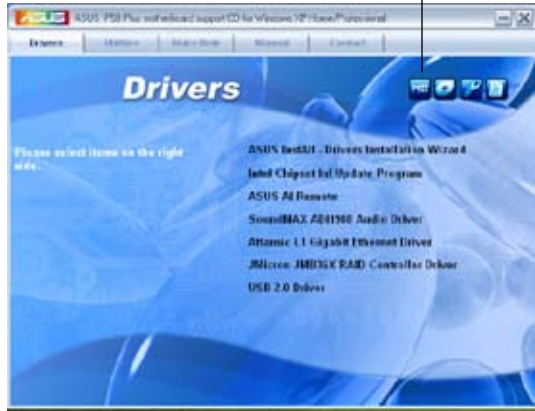 ASUS P5B Plus motherboard support CD for Windows XP Home/Professional
Drivers Utilities Make Disk Manual Contact
Drivers
Please select items on the right
side.
ASUS InstAll - Drivers Installation Wizard
Intel Chipset Inf Update Program
ASUS AI Remote
SoundMAX AD1988 Audio Driver
Attansic L1 Gigabit Ethernet Driver
JMicron JMB36X RAID Controller Driver
USB 2.0 Driver